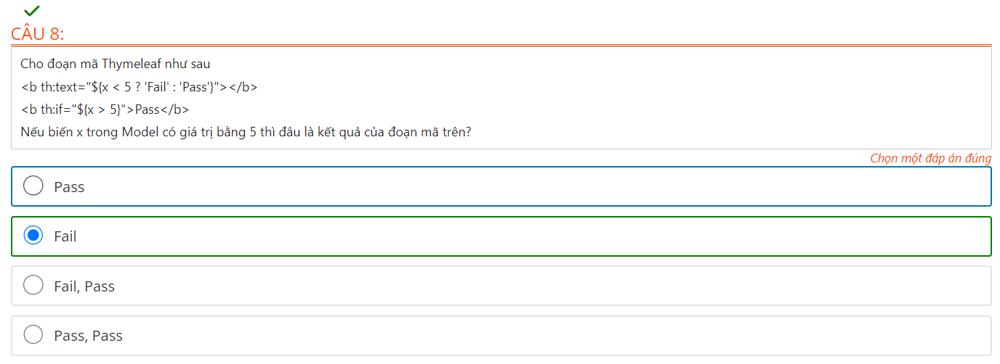 CÂU 8:
Cho đoạn mã Thymeleaf như sau
<b th:text="${x < 5 ? 'Fail' : 'Pass'}"></b>
<b th:if="${x > 5}">Pass</b>
Nếu biến x trong Model có giá trị bằng 5 thì đâu là kết quả của đoạn mã trên?
Chọn một đáp án đúng
Pass
Fail
Fail, Pass
Pass, Pass